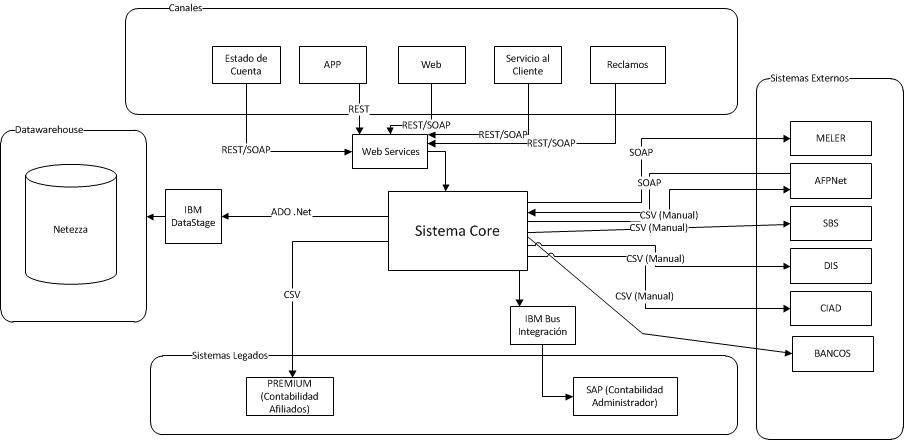 Canales
Estado de
Cuenta
APP
Web
Servicio al
Cliente
Reclamos
Sistemas Externos
REST
REST/SOAP
REST/SOAP
REST/SOAP
REST/SOAP
Web Services
Datawarehouse
Netezza
IBM
DataStage
ADO .Net
Sistema Core
SOAP
SOAP
CSV (Manual)
CSV (Manual)
CSV (Manual)
CSV (Manual)
MELER
AFPNet
SBS
DIS
CIAD
BANCOS
CSV
IBM Bus
Integración
Sistemas Legados
PREMIUM
(Contabilidad
Afiliados)
SAP (Contabilidad
Administrador)